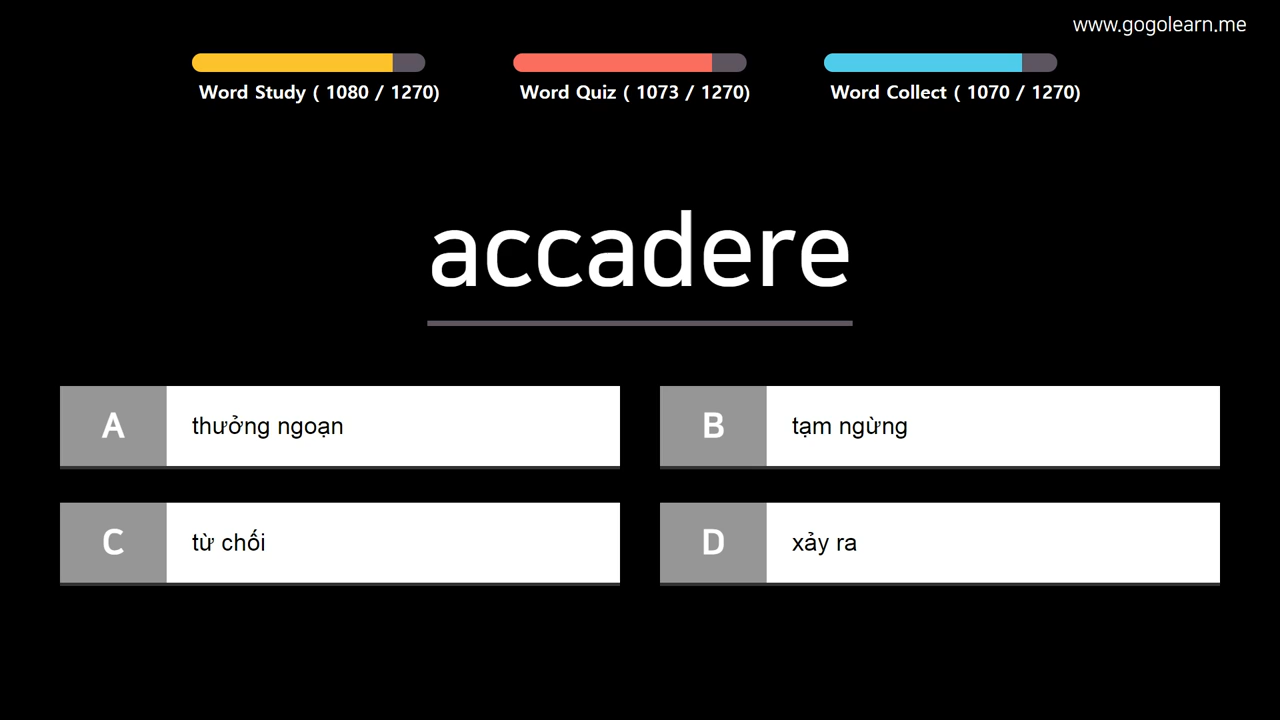 www.gogolearn.me
Word Study ( 1080 / 1270)
Word Quiz ( 1073 / 1270)
Word Collect ( 1070 / 1270)
accadere
A thưởng ngoạn
B tạm ngừng
C từ chối
D xảy ra